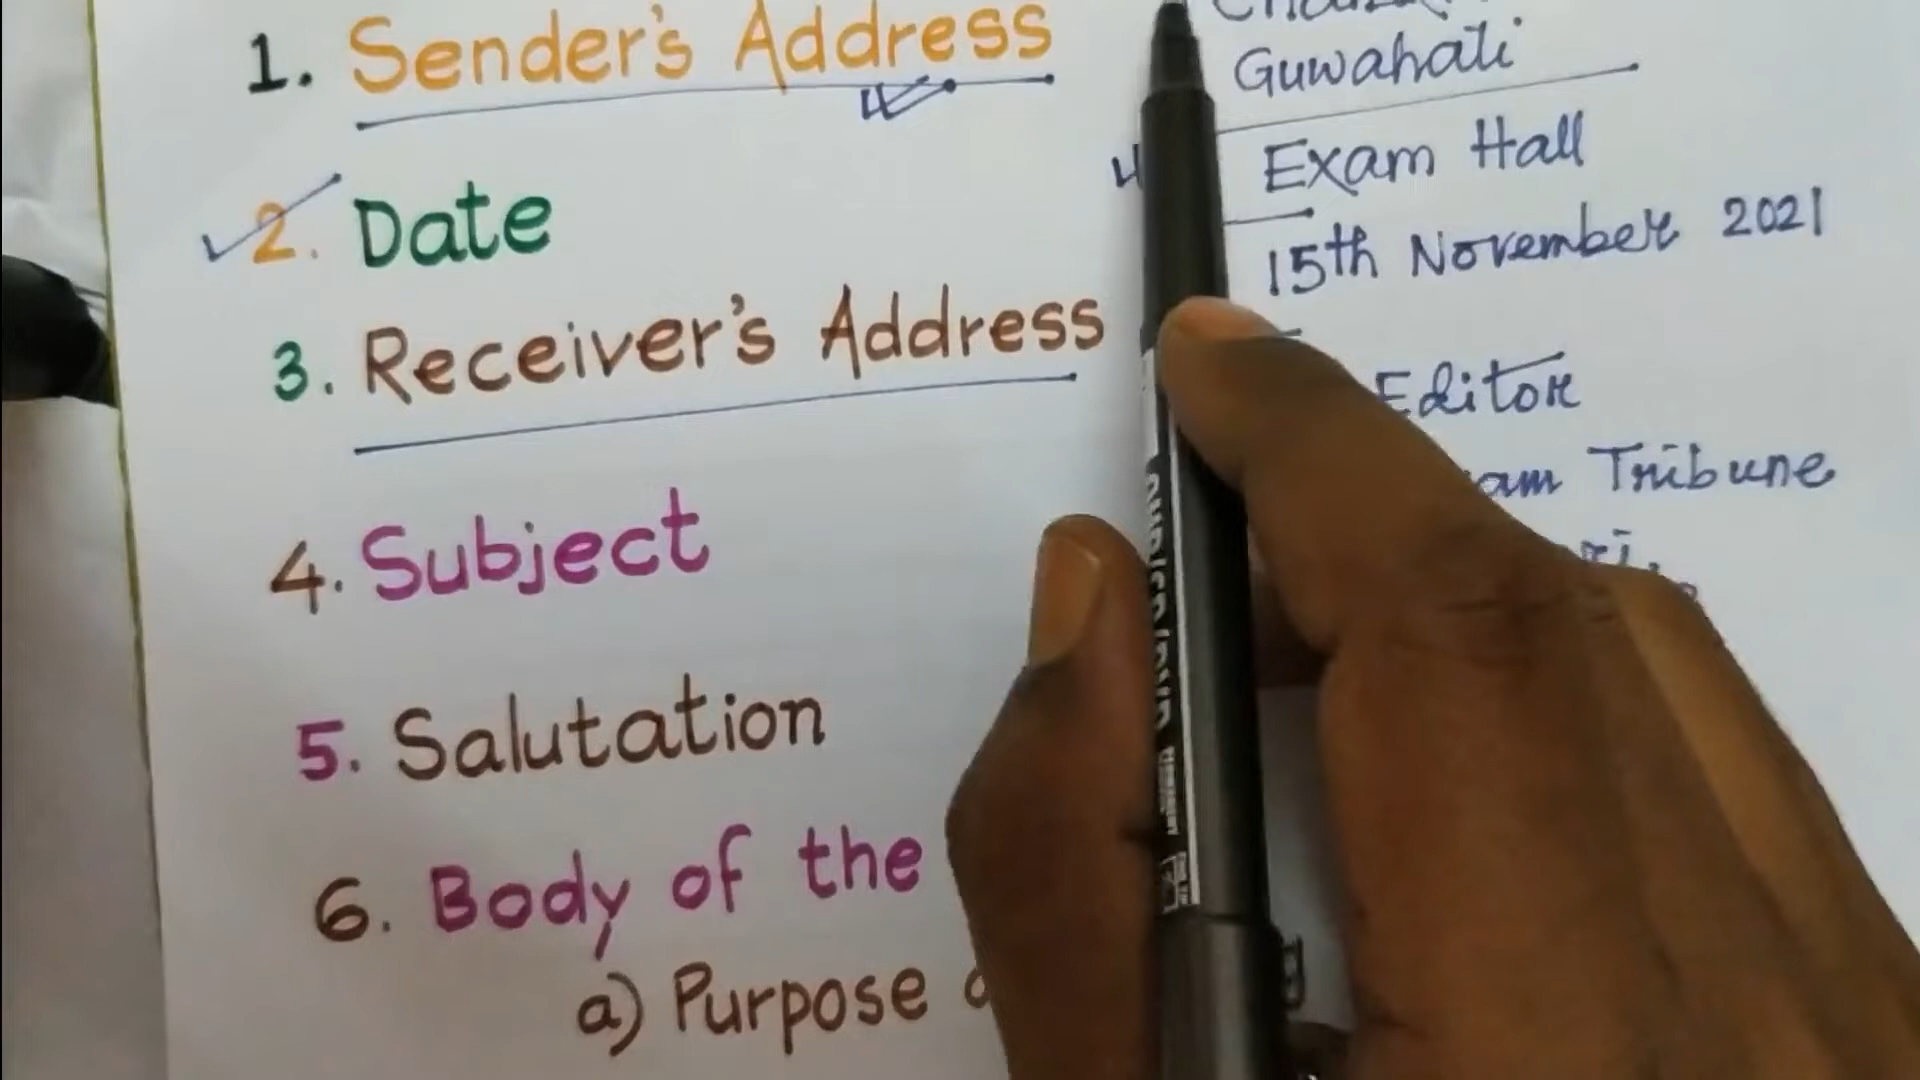 1. Sender's Address
2. Date
3. Receiver's Address
4. Subject
5. Salutation
6. Body of the
a) Purpose
Guwahati
Exam Hall
15th November 2021
Editor
Tribune